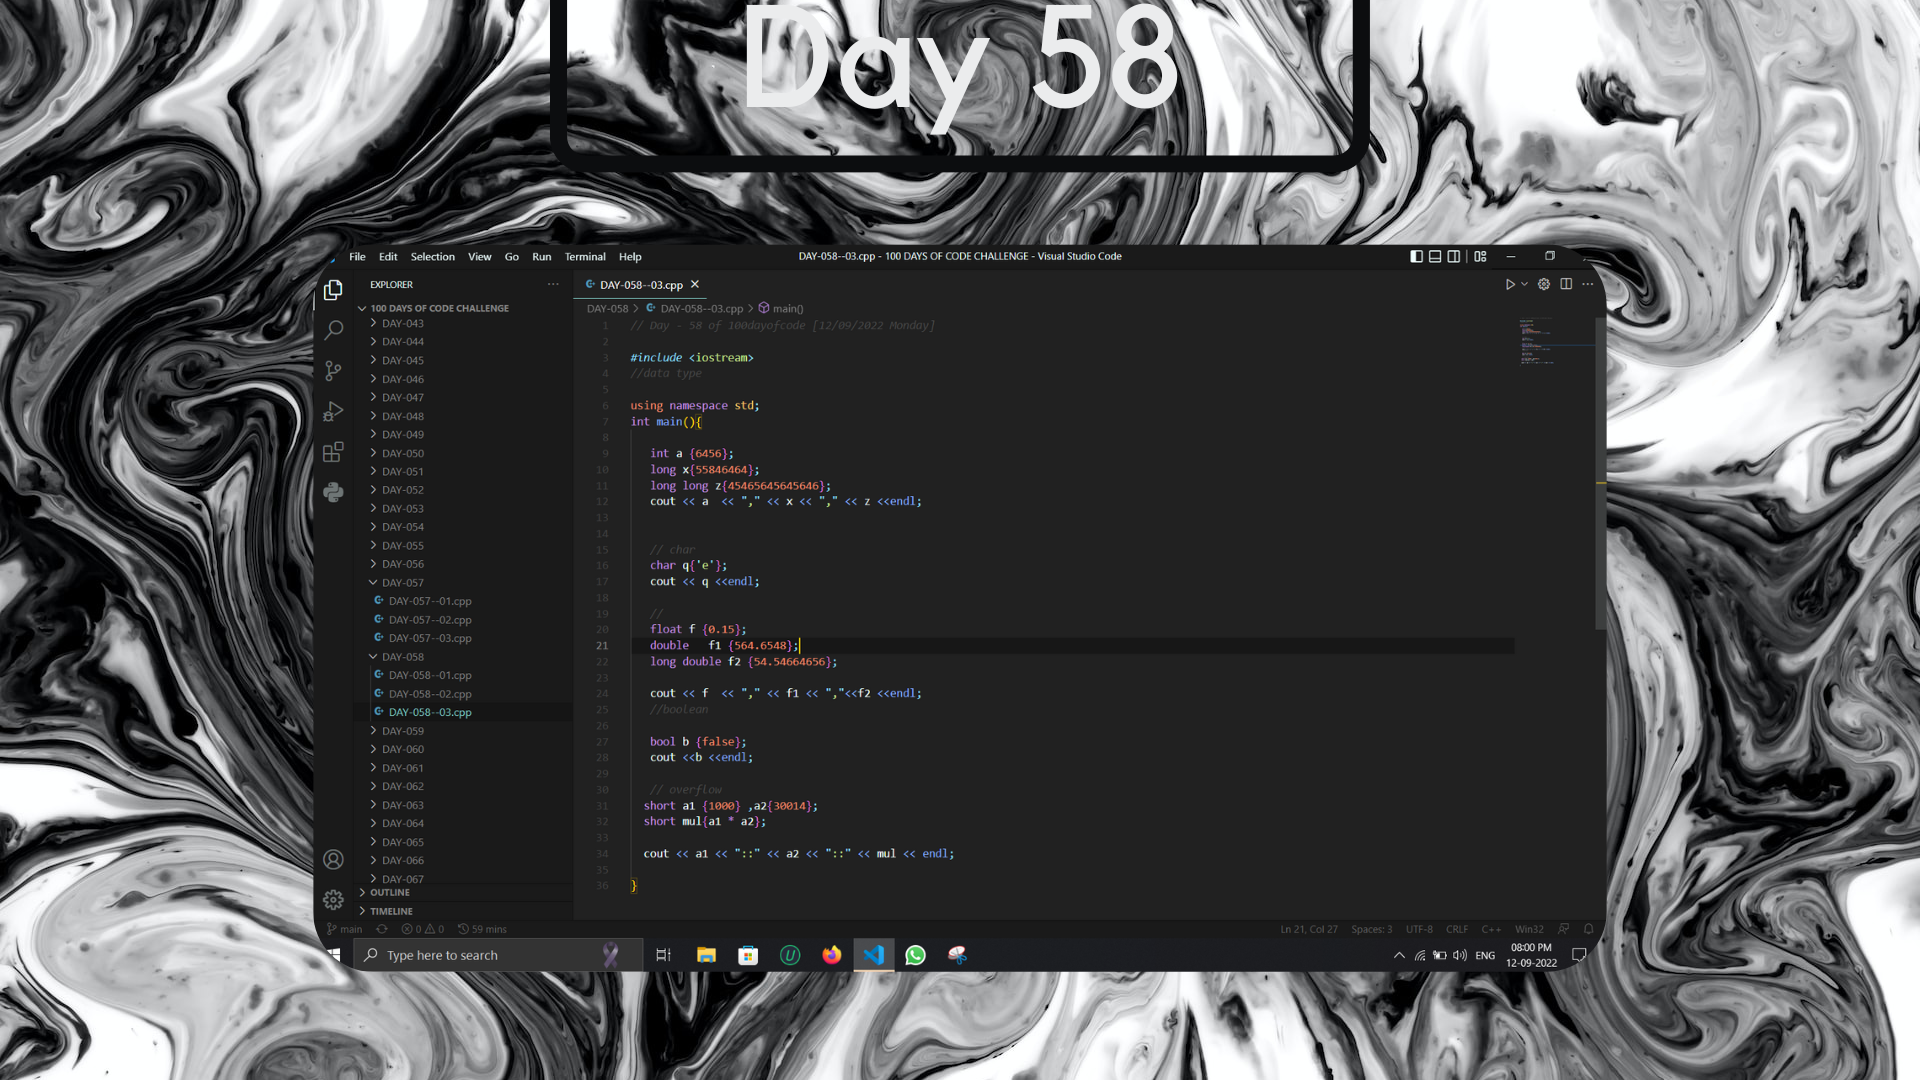 Day 58
File Edit Selection View Go Run Terminal Help
DAY-058--03.cpp - 100 DAYS OF CODE CHALLENGE - Visual Studio Code
EXPLORER
100 DAYS OF CODE CHALLENGE
DAY-043
DAY-044
DAY-045
DAY-046
DAY-047
DAY-048
DAY-049
DAY-050
DAY-051
DAY-052
DAY-053
DAY-054
DAY-055
DAY-056
DAY-057
DAY-057--01.cpp
DAY-057--02.cpp
DAY-057--03.cpp
DAY-058
DAY-058--01.cpp
DAY-058--02.cpp
DAY-058--03.cpp
DAY-059
DAY-060
DAY-061
DAY-062
DAY-063
DAY-064
DAY-065
DAY-066
DAY-067
OUTLINE
TIMELINE
DAY-058--03.cpp
DAY-058 > DAY-058--03.cpp > main()
1 // Day - 58 of 100dayofcode [12/09/2022 Monday]
2
3 #include <iostream>
4 //data type
5
6 using namespace std;
7 int main(){
8
9 int a {6456};
10 long x{55846464};
11 long long z{45465645645646};
12 cout << a  << "," << x << "," << z <<endl;
13
14
15 // char
16 char q{'e'};
17 cout << q <<endl;
18
19 //
20 float f {0.15};
21 double   f1 {564.6548};
22 long double f2 {54.54664656};
23
24 cout << f  << "," << f1 << ","<<f2 <<endl;
25 //boolean
26
27 bool b {false};
28 cout <<b <<endl;
29
30 // overflow
31 short a1 {1000} ,a2{30014};
32 short mul{a1 * a2};
33
34 cout << a1 << "::" << a2 << "::" << mul << endl;
35
36 }
main 0 0 59 mins
Ln 21, Col 27 Spaces: 3 UTF-8 CRLF C++ Win32
Type here to search
ENG
08:00 PM
12-09-2022